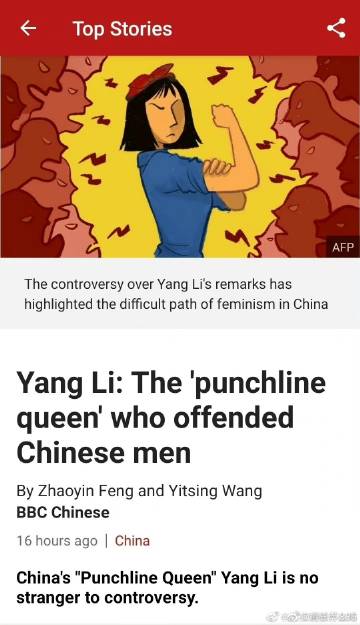 Top Stories
AFP
The controversy over Yang Li's remarks has
highlighted the difficult path of feminism in China
Yang Li: The 'punchline
queen' who offended
Chinese men
By Zhaoyin Feng and Yitsing Wang
BBC Chinese
16 hours ago | China
China's "Punchline Queen" Yang Li is no
stranger to controversy.